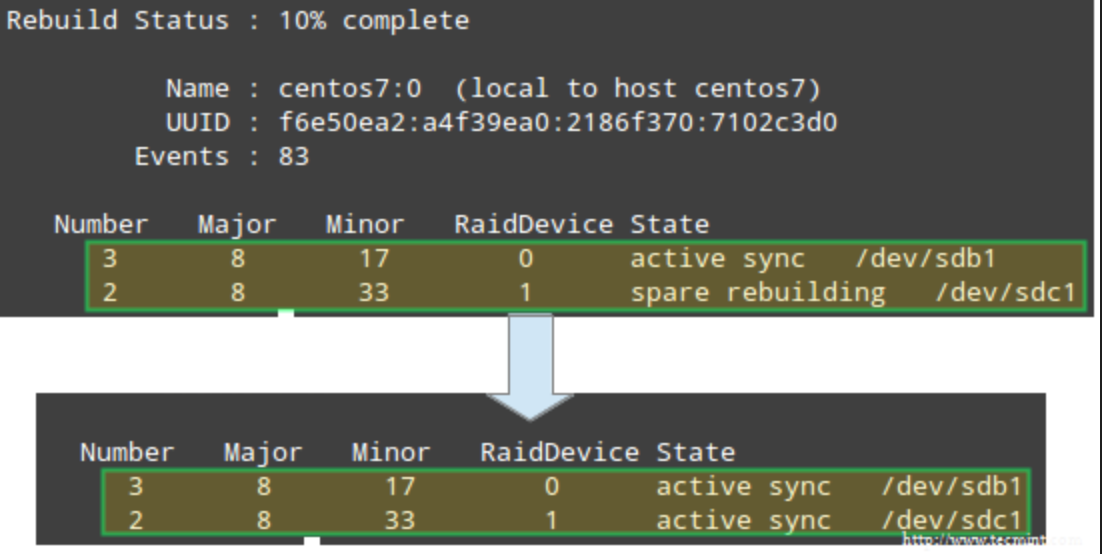 Rebuild Status : 10% complete
Name : centos7:0 (local to host centos7)
UUID : f6e50ea2:a4f39ea0:2186f370:7102c3d0
Events : 83
Number Major Minor RaidDevice State
3 8 17 0 active sync /dev/sdb1
2 8 33 1 spare rebuilding /dev/sdc1
Number Major Minor RaidDevice State
3 8 17 0 active sync /dev/sdb1
2 8 33 1 active sync /dev/sdc1
http://www.tecmint.com